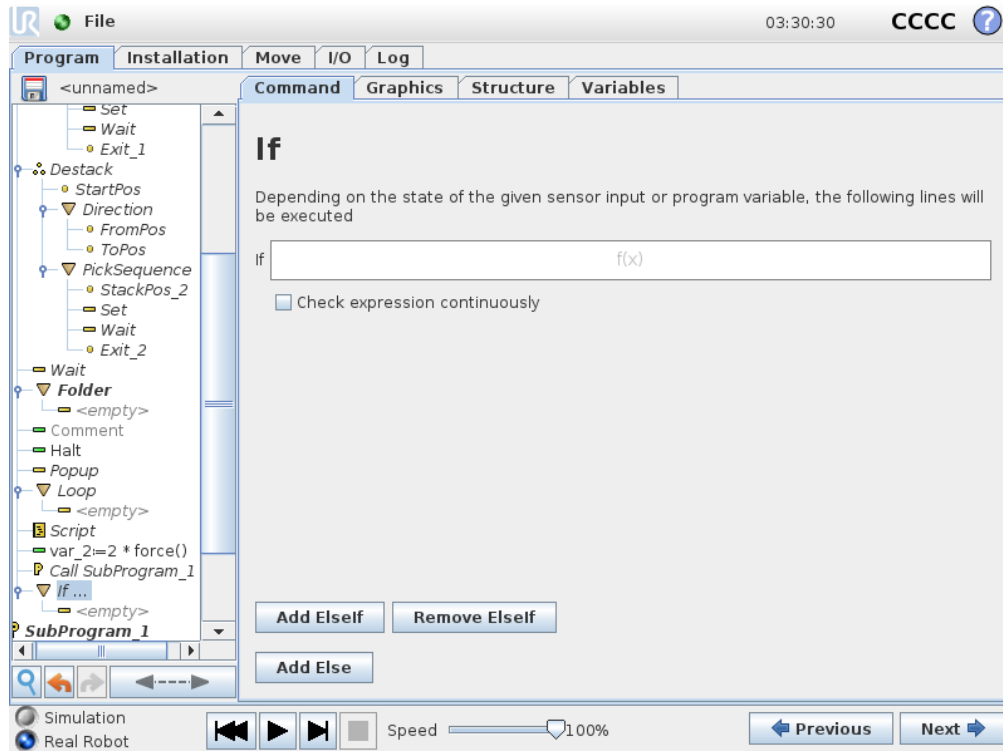 UR File 03:30:30 CCCC ?
Program Installation Move I/O Log
<unnamed>
Command Graphics Structure Variables
Set
Wait
Exit_1
Destack
StartPos
Direction
FromPos
ToPos
PickSequence
StackPos_2
Set
Wait
Exit_2
Wait
Folder
<empty>
Comment
Halt
Popup
Loop
<empty>
Script
var_2:=2 * force()
P Call SubProgram_1
If ...
<empty>
P SubProgram_1
If
Depending on the state of the given sensor input or program variable, the following lines will
be executed
If f(x)
Check expression continuously
Add ElseIf Remove ElseIf
Add Else
Simulation
Real Robot
Speed 100%
Previous Next